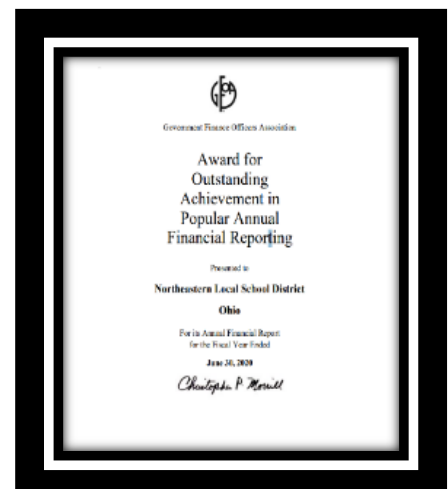 GFOA
Government Finance Officers Association
Award for
Outstanding
Achievement in
Popular Annual
Financial Reporting
Presented to
Northeastern Local School District
Ohio
For its Annual Financial Report
for the Fiscal Year Ended
June 30, 2020
Christopher P. Morrill